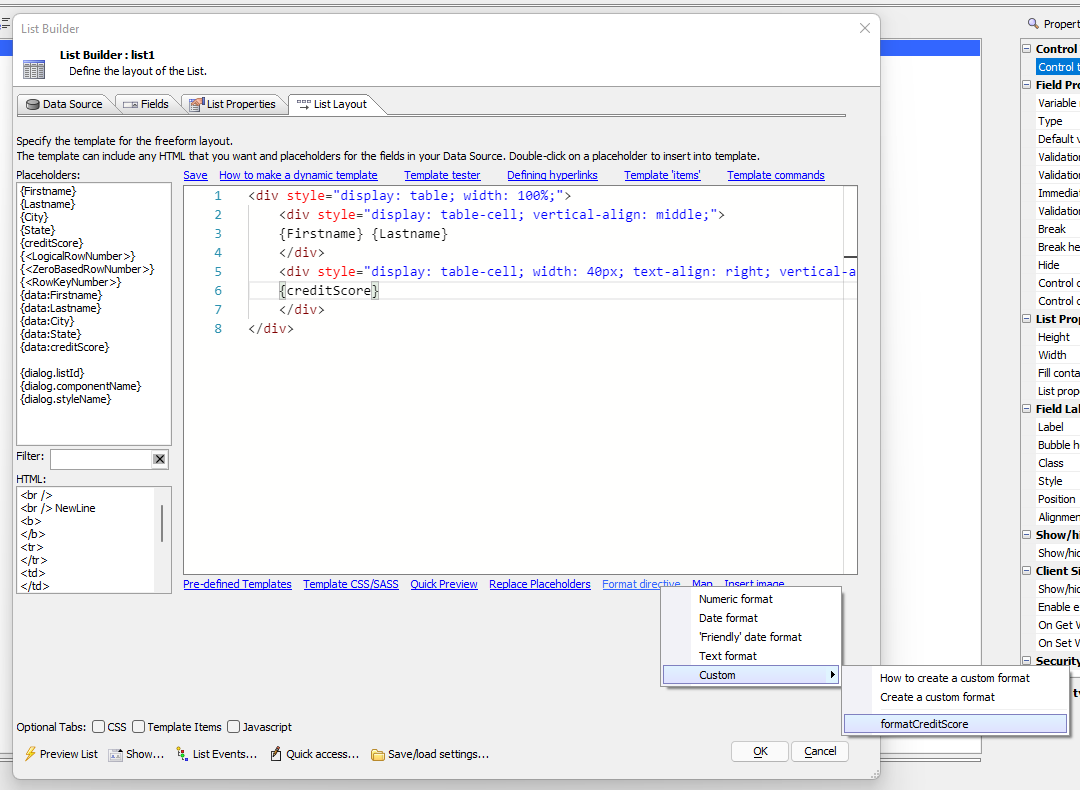 List Builder
List Builder : list1
Define the layout of the List.
Data Source Fields List Properties List Layout
Specify the template for the freeform layout.
The template can include any HTML that you want and placeholders for the fields in your Data Source. Double-click on a placeholder to insert into template.
Placeholders:
Save How to make a dynamic template Template tester Defining hyperlinks Template 'items' Template commands
{Firstname}
{Lastname}
{City}
{State}
{creditScore}
{<LogicalRowNumber>}
{<ZeroBasedRowNumber>}
{<RowKeyNumber>}
{data:Firstname}
{data:Lastname}
{data:City}
{data:State}
{data:creditScore}
{dialog.listId}
{dialog.componentName}
{dialog.styleName}
Filter:
HTML:
<br />
<br /> NewLine
<b>
</b>
<tr>
</tr>
<td>
</td>
1 <div style="display: table; width: 100%;">
2 <div style="display: table-cell; vertical-align: middle;">
3 {Firstname} {Lastname}
4 </div>
5 <div style="display: table-cell; width: 40px; text-align: right; vertical-a
6 {creditScore}
7 </div>
8 </div>
Pre-defined Templates Template CSS/SASS Quick Preview Replace Placeholders Format directive Map Insert image
Numeric format
Date format
'Friendly' date format
Text format
Custom
How to create a custom format
Create a custom format
formatCreditScore
Optional Tabs: CSS Template Items Javascript
Preview List Show... List Events... Quick access... Save/load settings...
OK Cancel
Propert
Control
Control t
Field Pro
Variable
Type
Default v
Validation
Validation
Immedia
Validation
Break
Break he
Hide
Control c
Control c
List Prop
Height
Width
Fill conta
List prop
Field Lab
Label
Bubble h
Class
Style
Position
Alignmen
Show/hi
Show/hid
Client Si
Show/hid
Enable e
On Get V
On Set V
Security